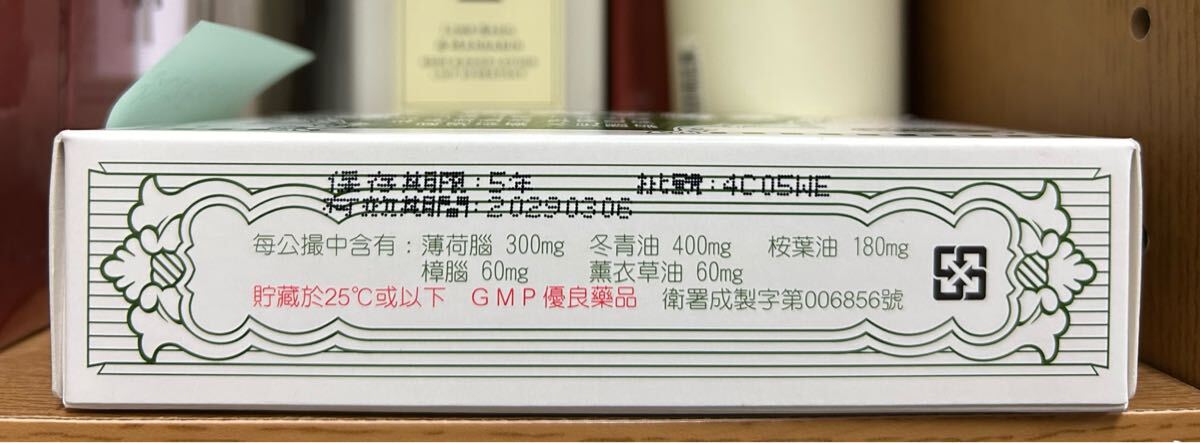 保存期限:5年 批號:4C05WE
有效期間:20290306
每公撮中含有:薄荷腦 300mg 冬青油 400mg 桉葉油 180mg
樟腦 60mg 薰衣草油 60mg
貯藏於25℃或以下 GMP優良藥品 衛署成製字第006856號